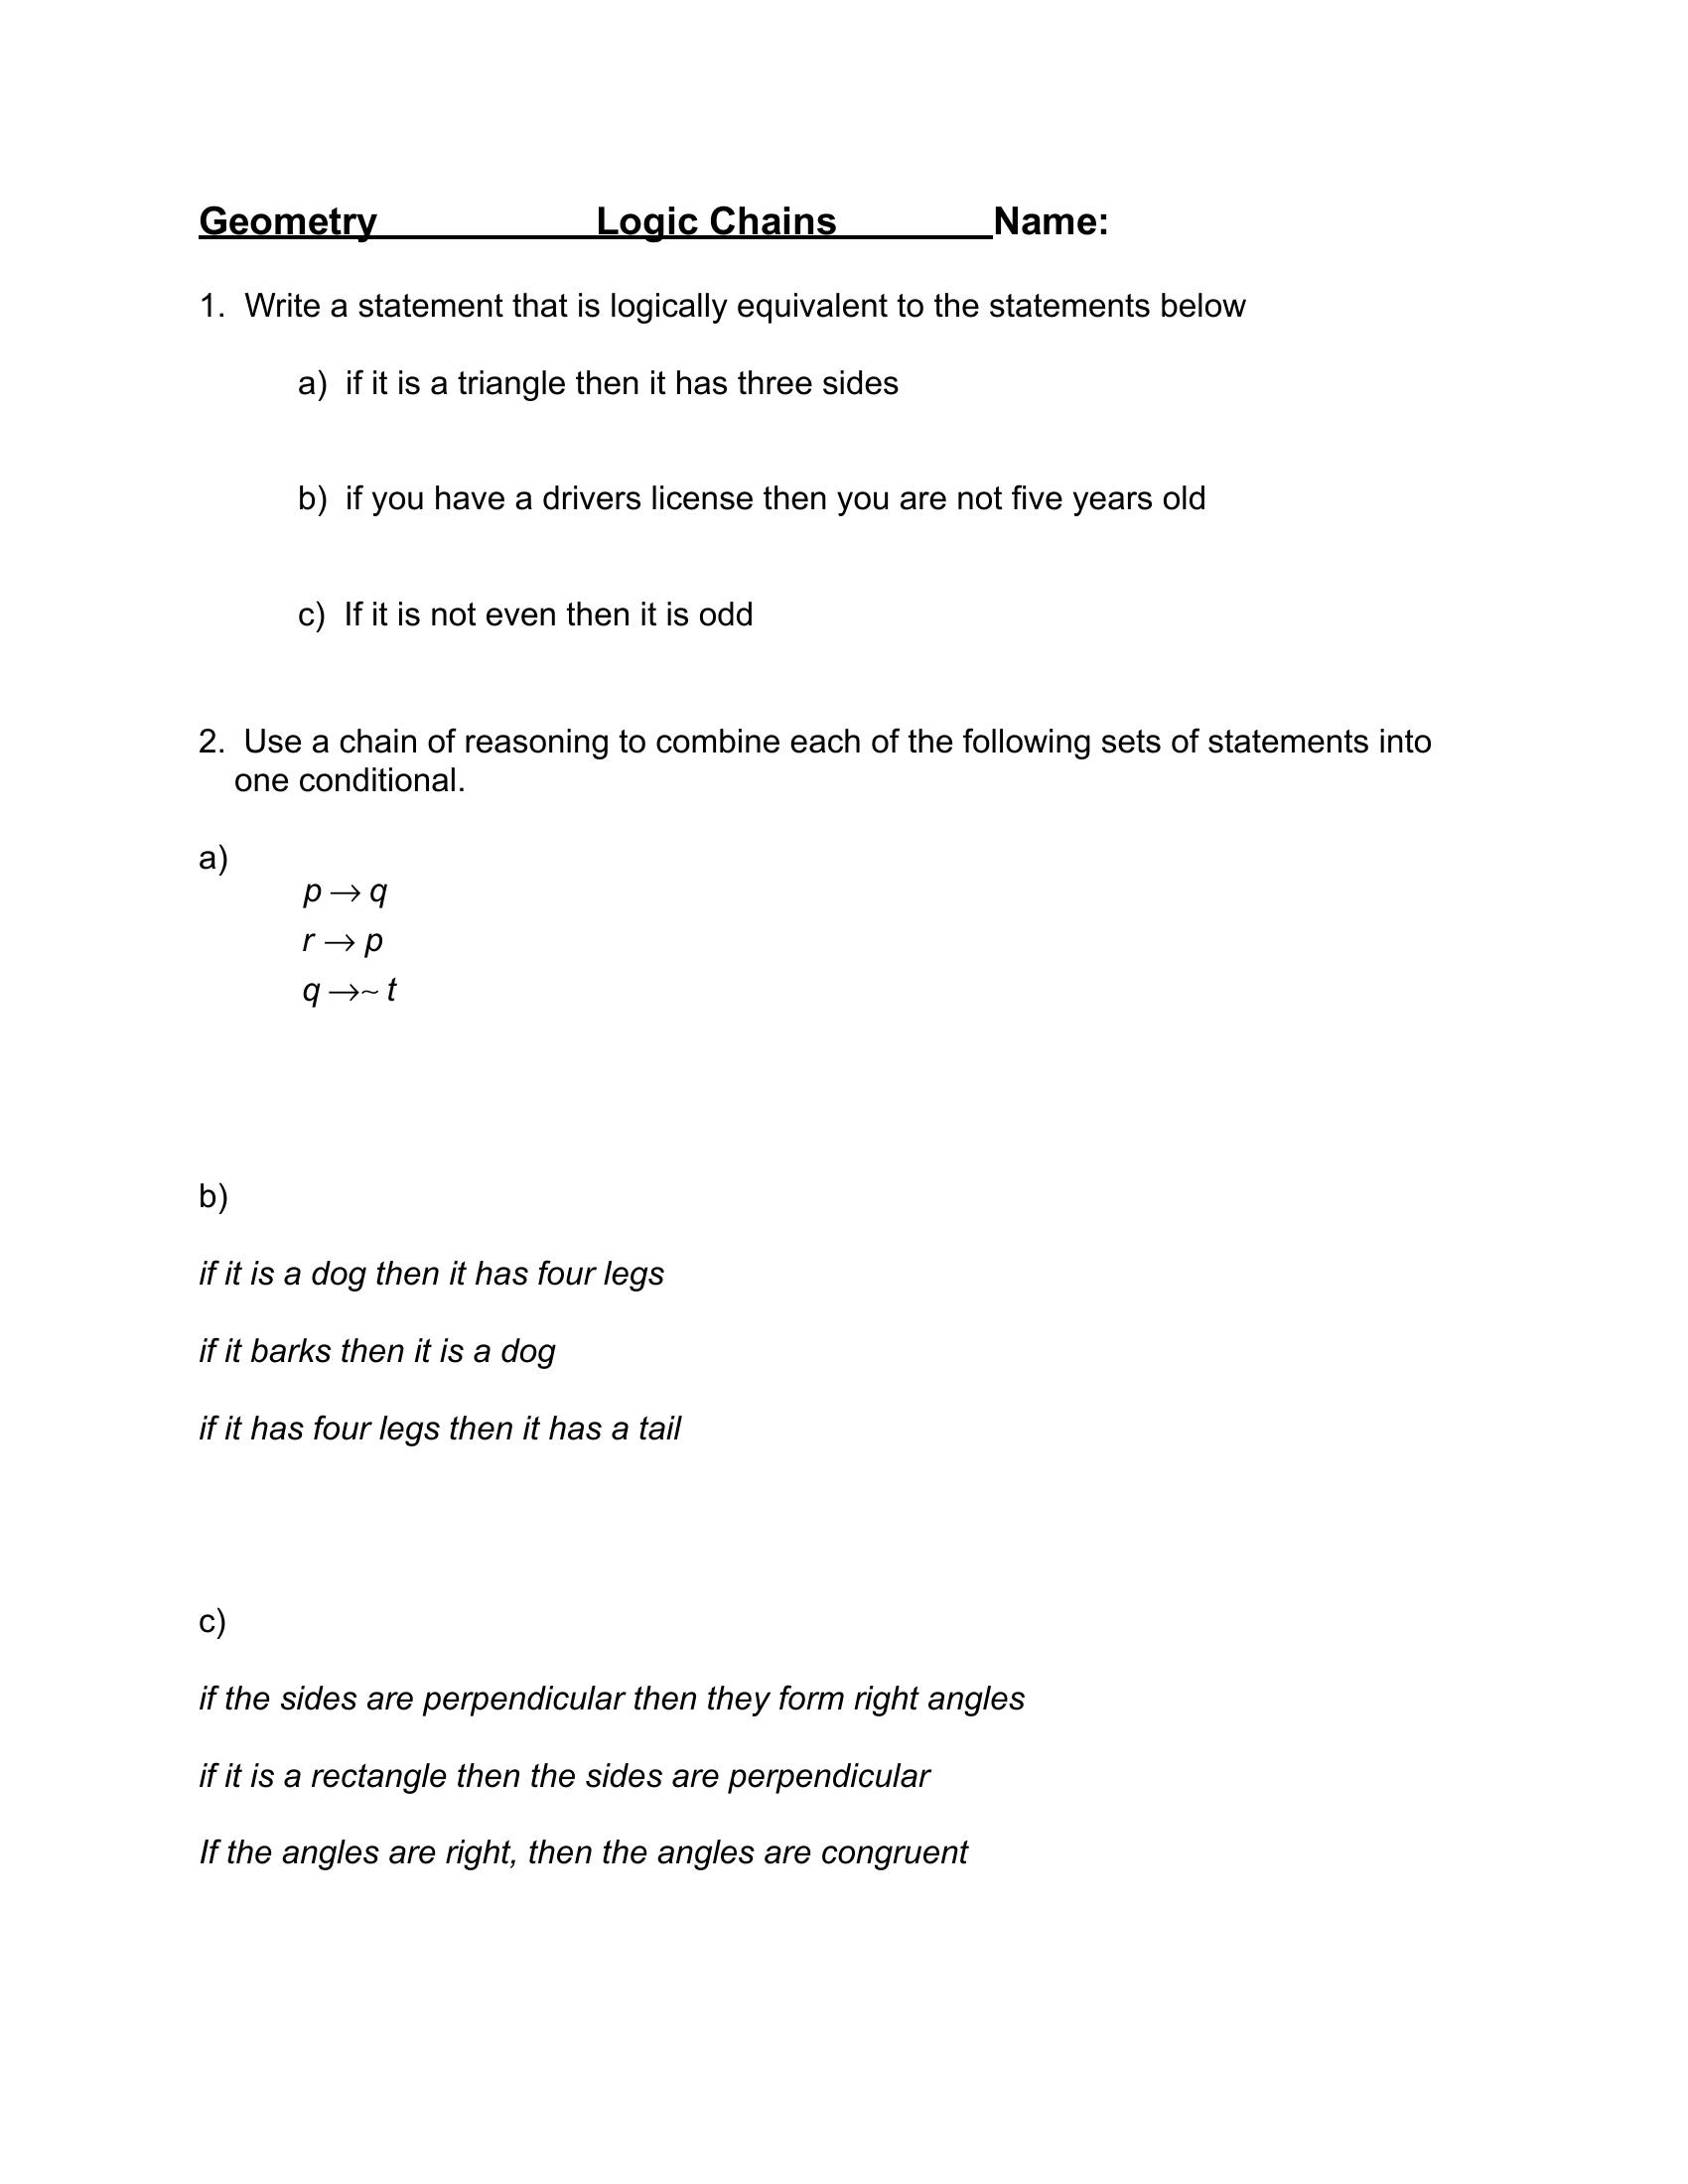 Geometry Logic Chains Name:
1. Write a statement that is logically equivalent to the statements below
a) if it is a triangle then it has three sides
b) if you have a drivers license then you are not five years old
c) If it is not even then it is odd
2. Use a chain of reasoning to combine each of the following sets of statements into
one conditional.
a)
p → q
r → p
q →~ t
b)
if it is a dog then it has four legs
if it barks then it is a dog
if it has four legs then it has a tail
c)
if the sides are perpendicular then they form right angles
if it is a rectangle then the sides are perpendicular
If the angles are right, then the angles are congruent